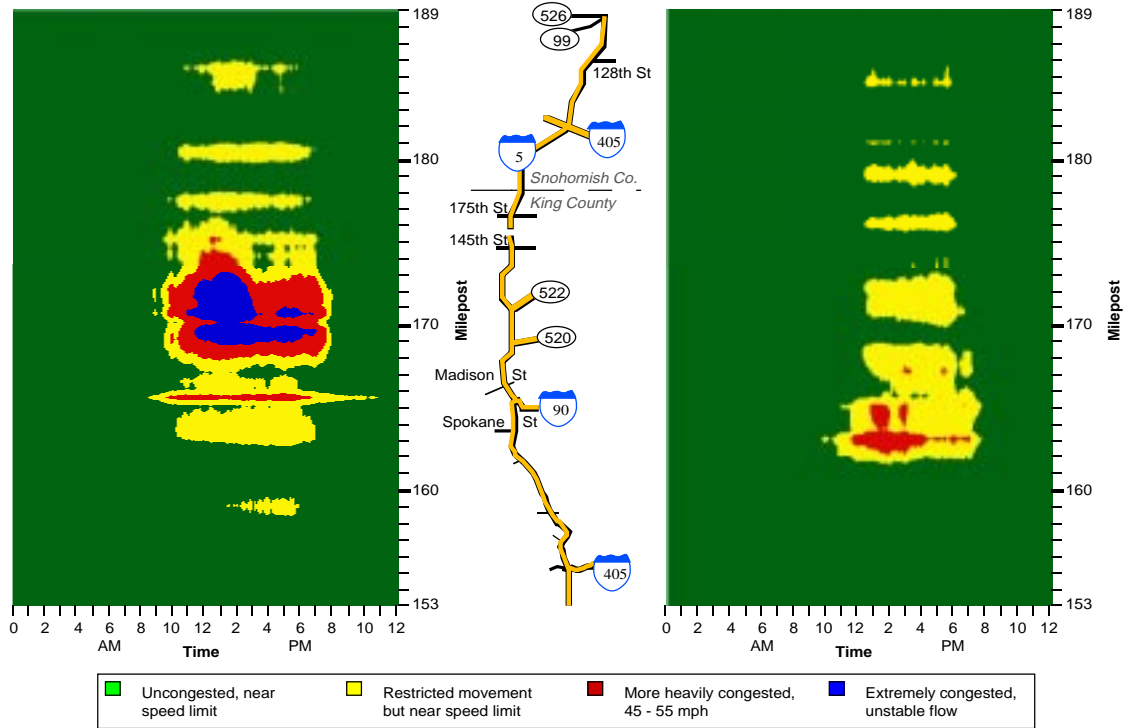 189
180
170
160
153
Milepost
0 2 4 6 8 10 12 2 4 6 8 10 12
AM PM
Time
526
99
128th St
405
5
Snohomish Co.
King County
175th St
145th St
522
520
Madison St
90
Spokane St
405
189
180
170
160
153
Milepost
0 2 4 6 8 10 12 2 4 6 8 10 12
AM PM
Time
Uncongested, near
speed limit
Restricted movement
but near speed limit
More heavily congested,
45 - 55 mph
Extremely congested,
unstable flow